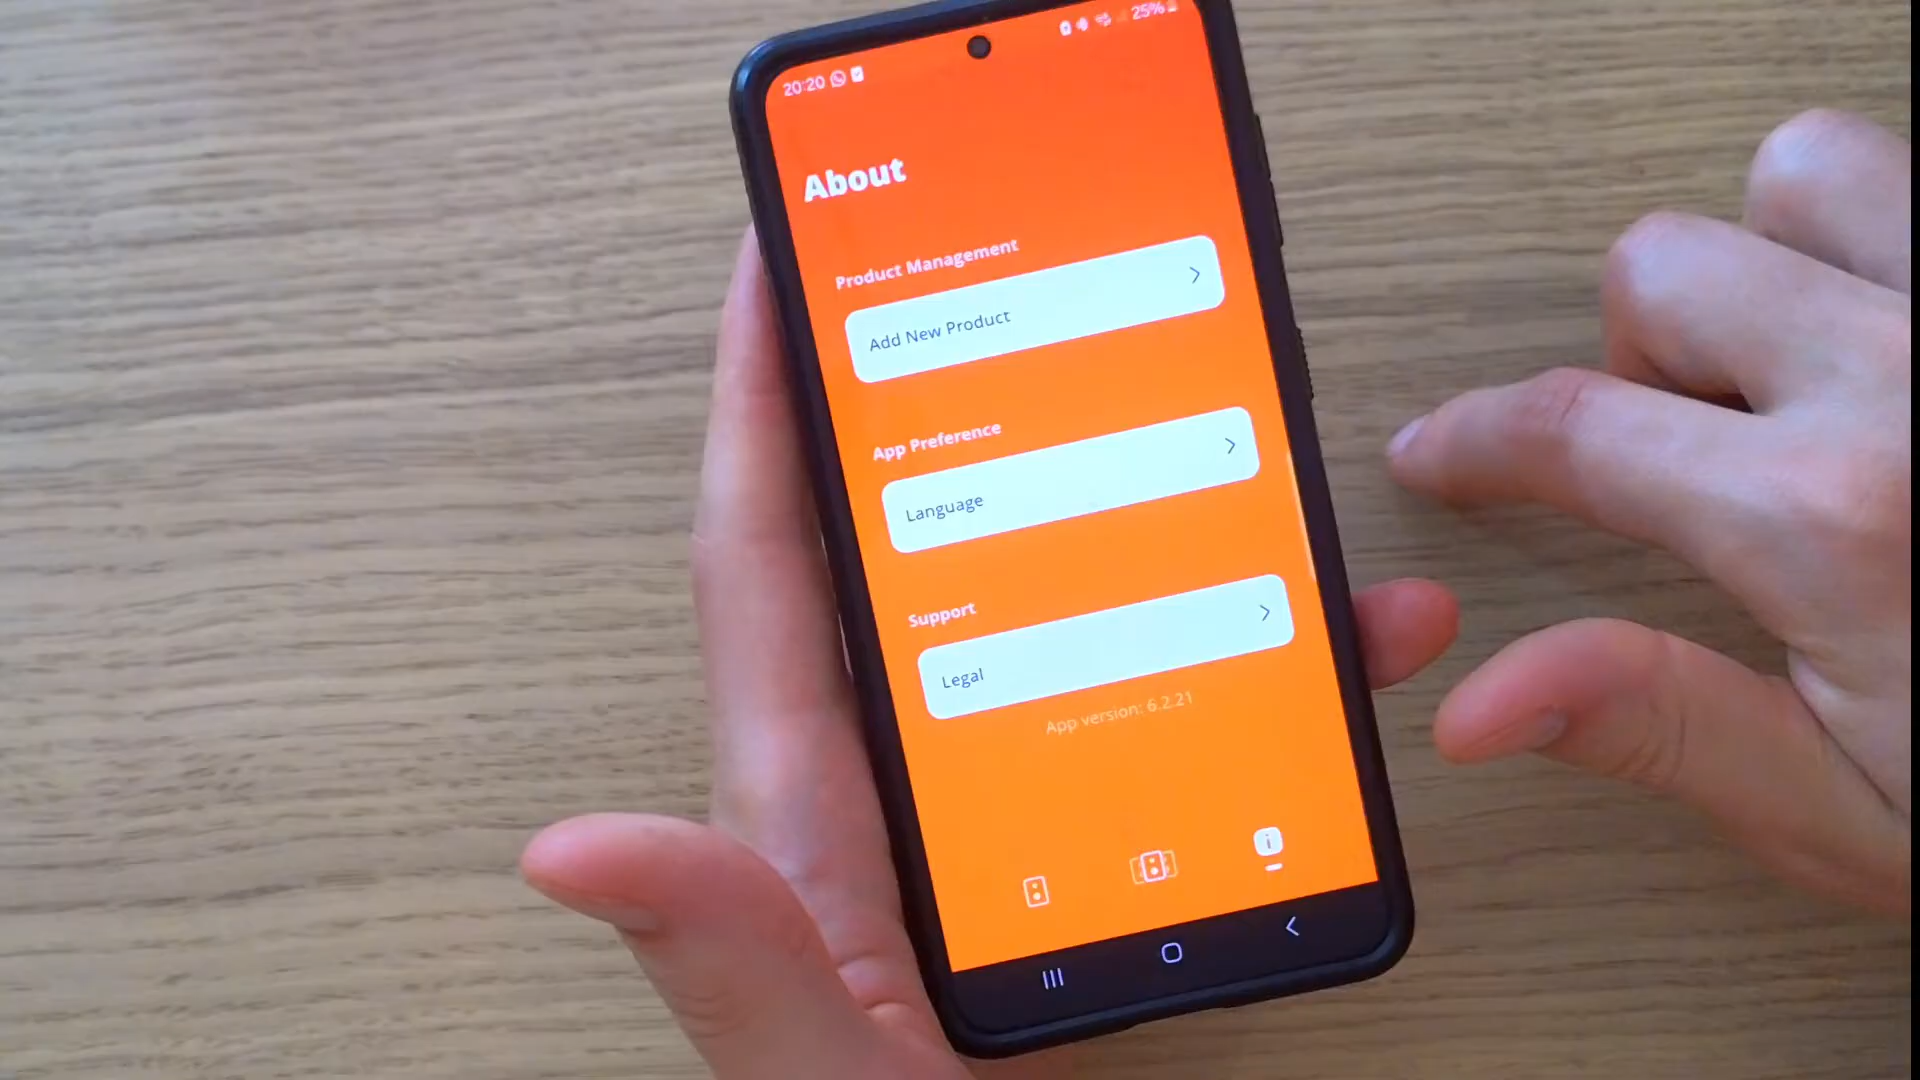 20:20
25%
About
Product Management
Add New Product
App Preference
Language
Support
Legal
App version: 6.2.21